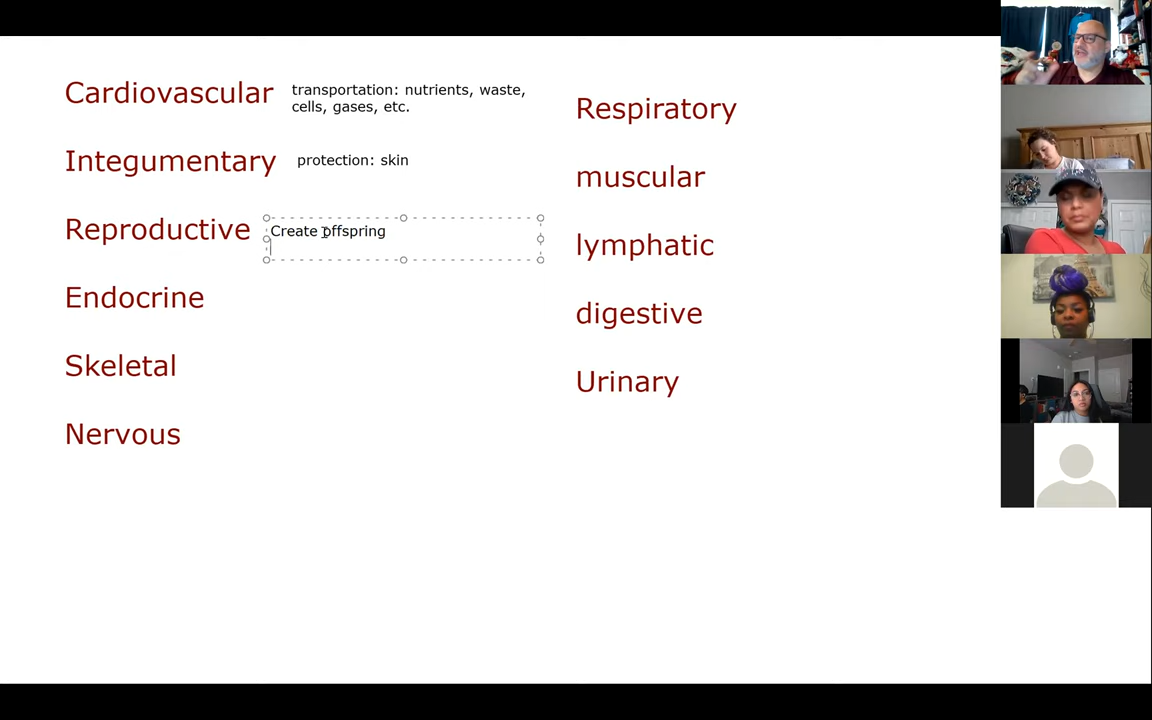 Cardiovascular
transportation: nutrients, waste,
cells, gases, etc.
Integumentary
protection: skin
Reproductive
Create offspring
Endocrine
Skeletal
Nervous
Respiratory
muscular
lymphatic
digestive
Urinary